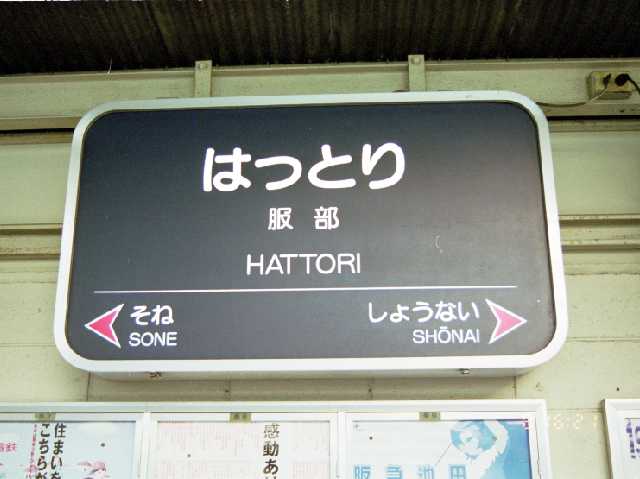 はっとり
服部
HATTORI
そね
SONE
しょうない
SHŌNAI
住まいを
こちらが
感動あ
阪急池田